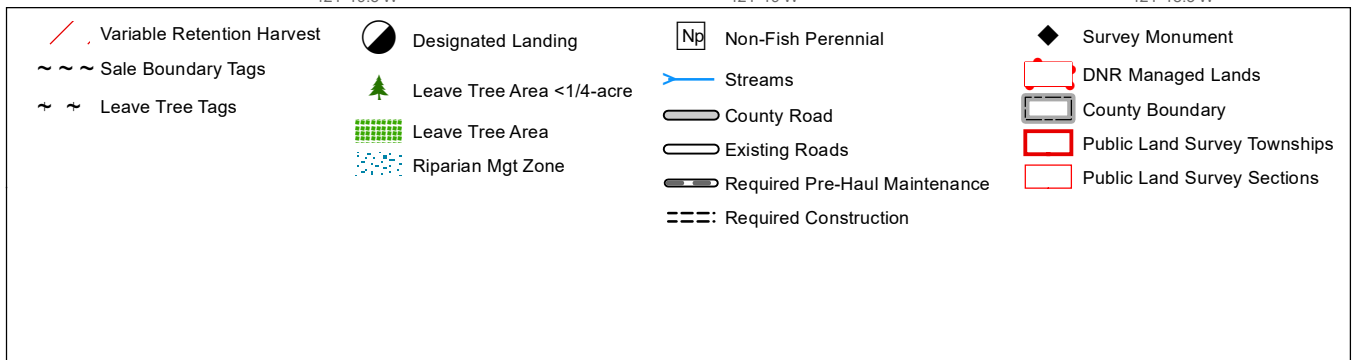 Variable Retention Harvest
Sale Boundary Tags
Leave Tree Tags
Designated Landing
Leave Tree Area <1/4-acre
Leave Tree Area
Riparian Mgt Zone
Np Non-Fish Perennial
Streams
County Road
Existing Roads
Required Pre-Haul Maintenance
Required Construction
Survey Monument
DNR Managed Lands
County Boundary
Public Land Survey Townships
Public Land Survey Sections